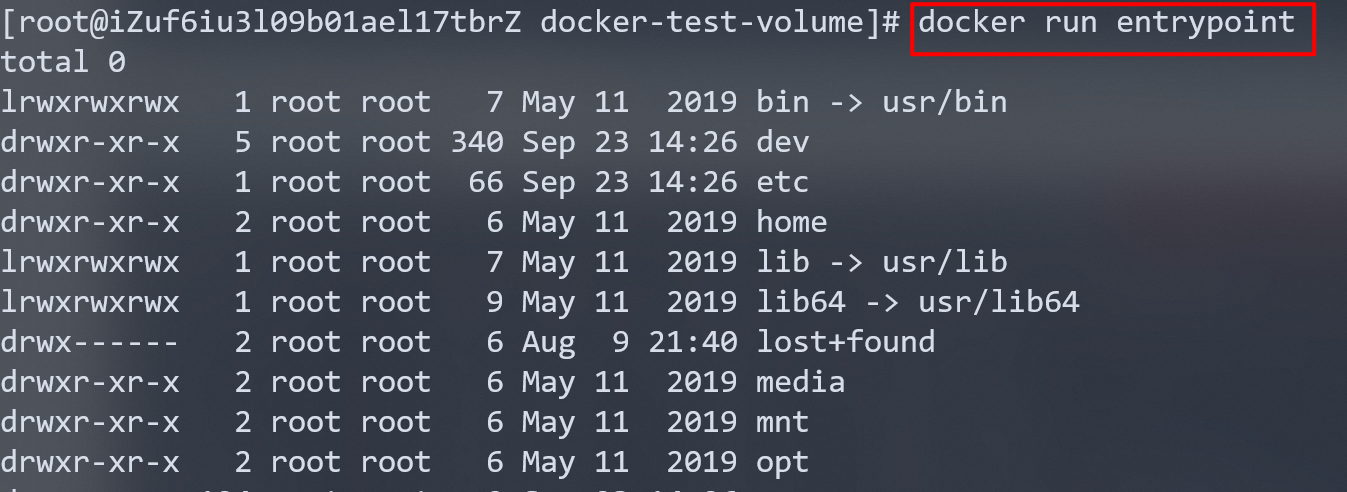 [root@iZuf6iu3l09b01ael17tbrZ docker-test-volume]# docker run entrypoint
total 0
lrwxrwxrwx   1 root root   7 May 11  2019 bin -> usr/bin
drwxr-xr-x   5 root root 340 Sep 23 14:26 dev
drwxr-xr-x   1 root root  66 Sep 23 14:26 etc
drwxr-xr-x   2 root root   6 May 11  2019 home
lrwxrwxrwx   1 root root   7 May 11  2019 lib -> usr/lib
lrwxrwxrwx   1 root root   9 May 11  2019 lib64 -> usr/lib64
drwx------   2 root root   6 Aug  9 21:40 lost+found
drwxr-xr-x   2 root root   6 May 11  2019 media
drwxr-xr-x   2 root root   6 May 11  2019 mnt
drwxr-xr-x   2 root root   6 May 11  2019 opt